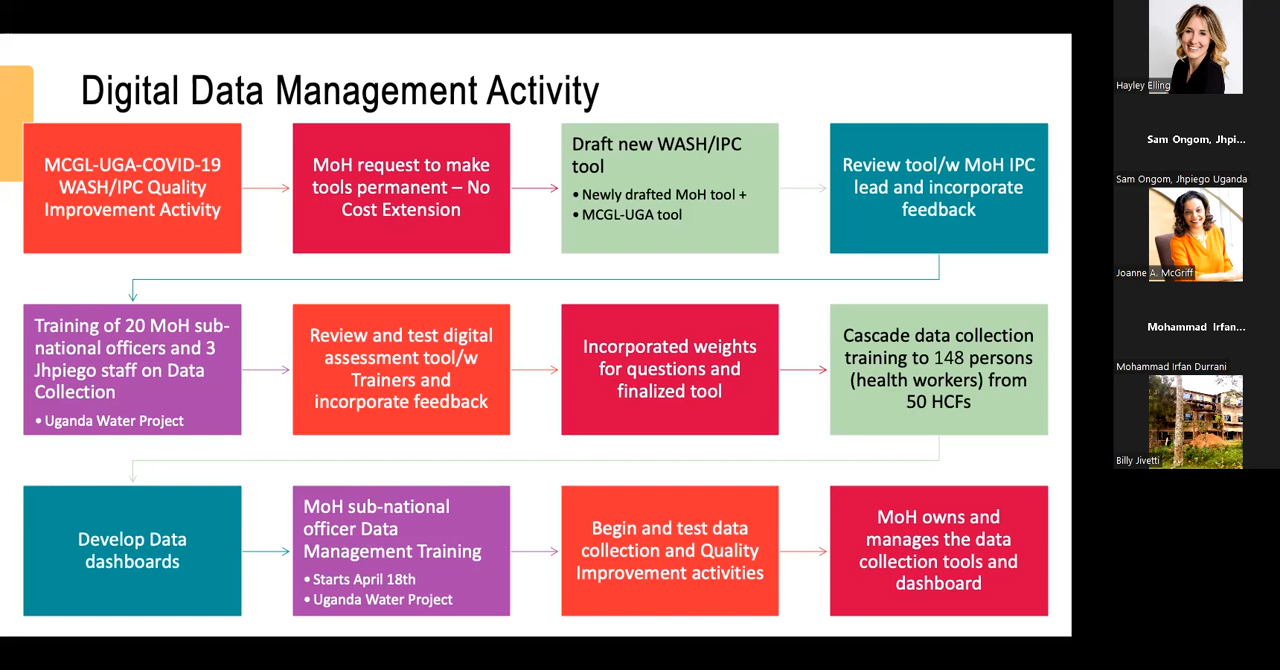 Digital Data Management Activity
MCGL-UGA-COVID-19
WASH/IPC Quality
Improvement Activity
MoH request to make
tools permanent – No
Cost Extension
Draft new WASH/IPC
tool
• Newly drafted MoH tool +
• MCGL-UGA tool
Review tool/w MoH IPC
lead and incorporate
feedback
Training of 20 MoH sub-
national officers and 3
Jhpiego staff on Data
Collection
• Uganda Water Project
Review and test digital
assessment tool/w
Trainers and
incorporate feedback
Incorporated weights
for questions and
finalized tool
Cascade data collection
training to 148 persons
(health workers) from
50 HCFs
Develop Data
dashboards
MoH sub-national
officer Data
Management Training
• Starts April 18th
• Uganda Water Project
Begin and test data
collection and Quality
Improvement activities
MoH owns and
manages the data
collection tools and
dashboard
Hayley Elling
Sam Ongom, Jhpi...
Sam Ongom, Jhpiego Uganda
Joanne A. McGriff
Mohammad Irfan...
Mohammad Irfan Durrani
Billy Jivetti